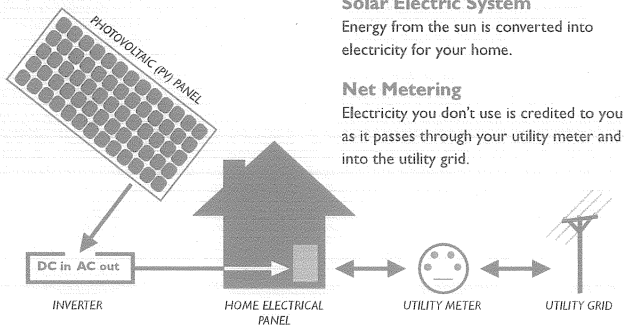 Solar Electric System
Energy from the sun is converted into
electricity for your home.
Net Metering
Electricity you don't use is credited to you
as it passes through your utility meter and
into the utility grid.
PHOTOVOLTAIC (PV) PANEL
DC in AC out
INVERTER
HOME ELECTRICAL
PANEL
UTILITY METER
UTILITY GRID